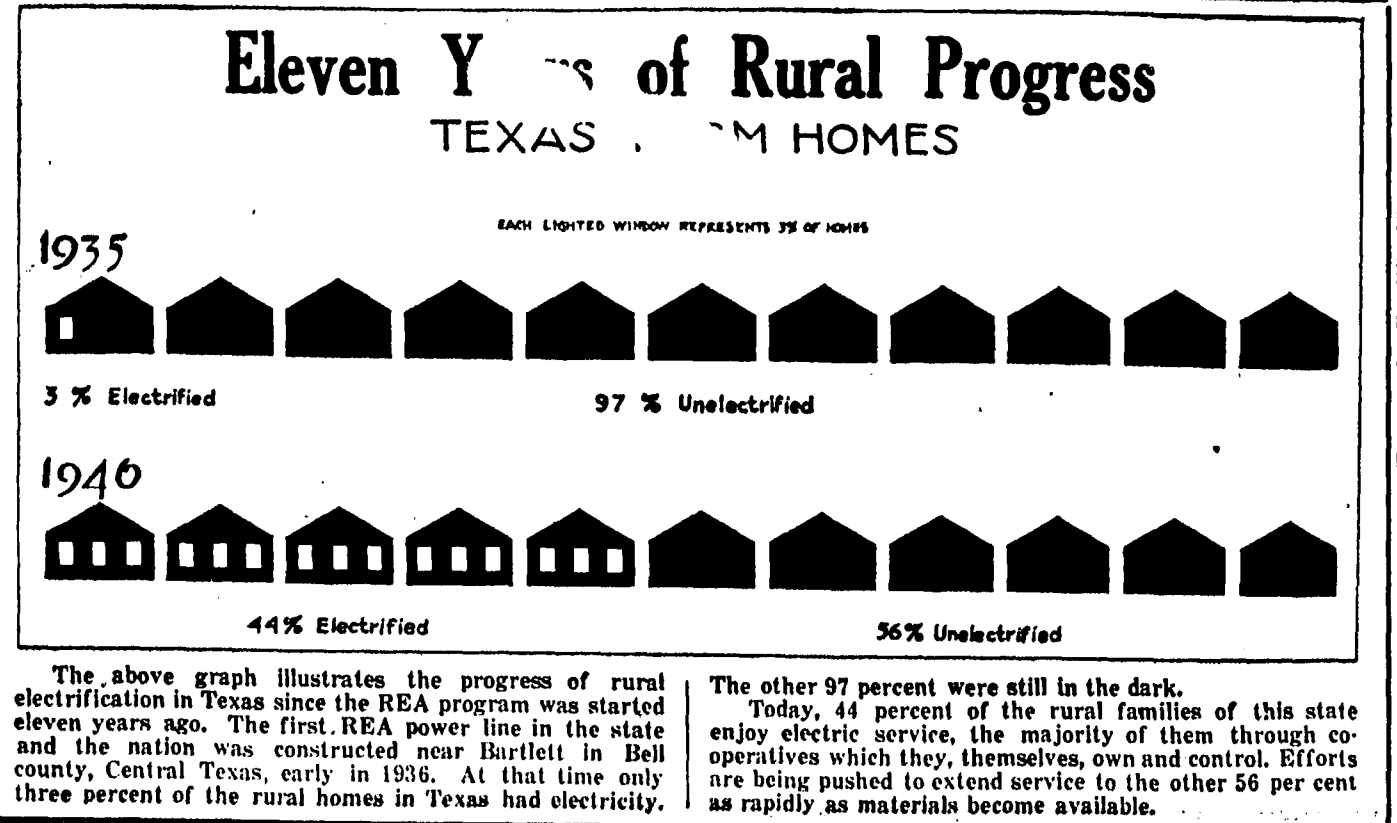 Eleven Y of Rural Progress
TEXAS HOMES
EACH LIGHTED WINDOW REPRESENTS 3% OF HOMES
1935
3 % Electrified
97 % Unelectrified
1946
44% Electrified
56% Unelectrified
The above graph illustrates the progress of rural
electrification in Texas since the REA program was started
eleven years ago. The first REA power line in the state
and the nation was constructed near Bartlett in Bell
county, Central Texas, early in 1936. At that time only
three percent of the rural homes in Texas had electricity.
The other 97 percent were still in the dark.
Today, 44 percent of the rural families of this state
enjoy electric service, the majority of them through co-
operatives which they, themselves, own and control. Efforts
are being pushed to extend service to the other 56 per cent
as rapidly as materials become available.